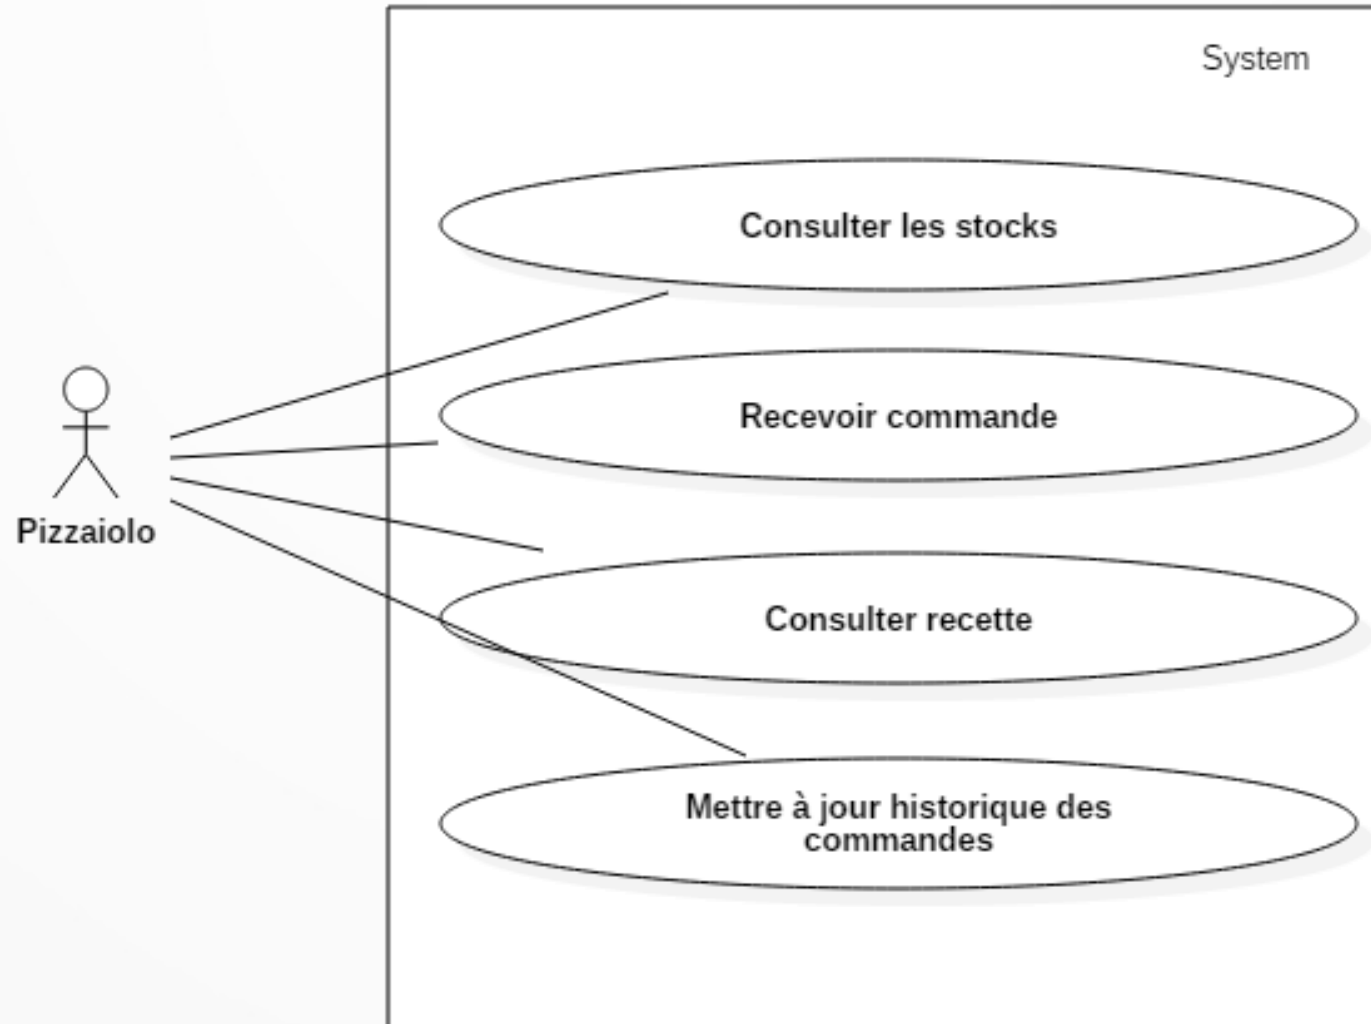 System
Consulter les stocks
Recevoir commande
Pizzaiolo
Consulter recette
Mettre à jour historique des
commandes